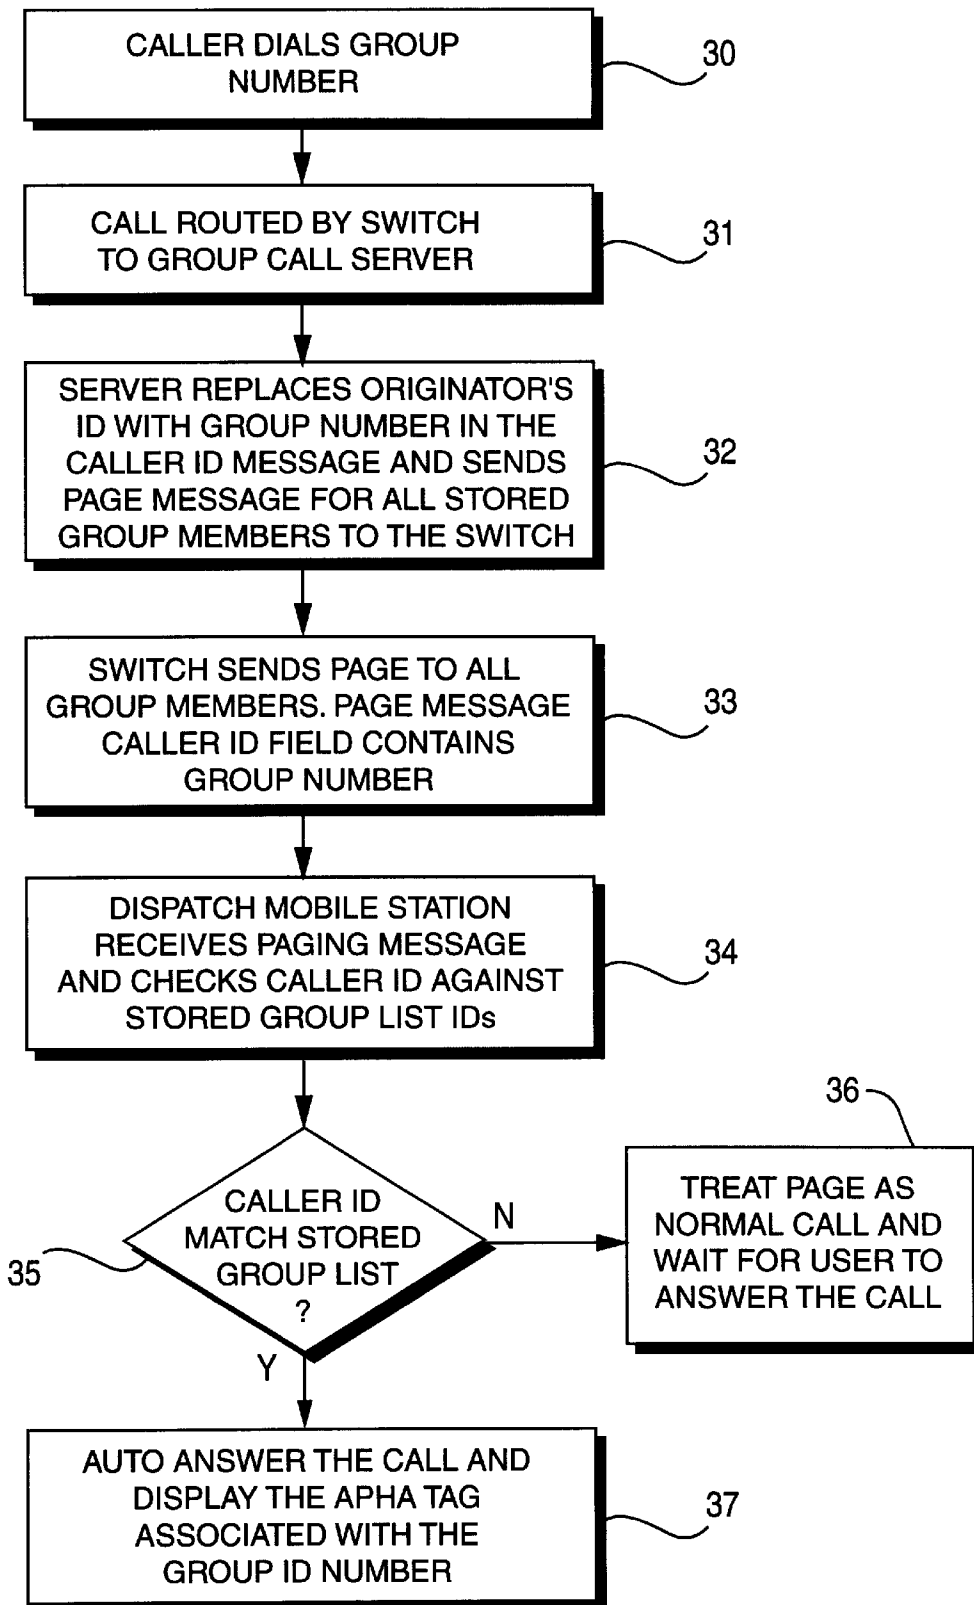 CALLER DIALS GROUP
NUMBER
30
CALL ROUTED BY SWITCH
TO GROUP CALL SERVER
31
SERVER REPLACES ORIGINATOR'S
ID WITH GROUP NUMBER IN THE
CALLER ID MESSAGE AND SENDS
PAGE MESSAGE FOR ALL STORED
GROUP MEMBERS TO THE SWITCH
32
SWITCH SENDS PAGE TO ALL
GROUP MEMBERS. PAGE MESSAGE
CALLER ID FIELD CONTAINS
GROUP NUMBER
33
DISPATCH MOBILE STATION
RECEIVES PAGING MESSAGE
AND CHECKS CALLER ID AGAINST
STORED GROUP LIST IDs
34
CALLER ID
MATCH STORED
GROUP LIST
?
35
N
36
TREAT PAGE AS
NORMAL CALL AND
WAIT FOR USER TO
ANSWER THE CALL
Y
AUTO ANSWER THE CALL AND
DISPLAY THE APHA TAG
ASSOCIATED WITH THE
GROUP ID NUMBER
37